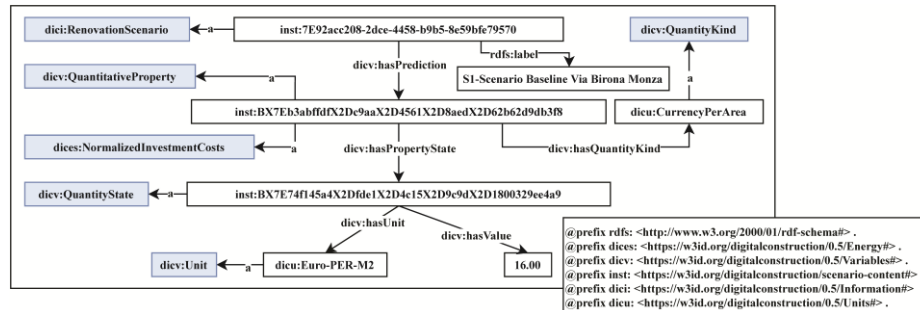 dici:RenovationScenario
a
inst:7E92acc208-2dce-4458-b9b5-8e59bfe79570
dicv:QuantityKind
rdfs:label
dicv:hasPrediction
S1-Scenario Baseline Via Birona Monza
dicv:QuantitativeProperty
a
a
inst:BX7Eb3abffdfX2Dc9aaX2D4561X2D8aedX2D62b62d9db3f8
dicu:CurrencyPerArea
dices:NormalizedInvestmentCosts
a
dicv:hasPropertyState
dicv:hasQuantityKind
dicv:QuantityState
a
inst:BX7E74f145a4X2Dfde1X2D4c15X2D9c9dX2D1800329ee4a9
dicv:hasUnit
dicv:hasValue
dicv:Unit
a
dicu:Euro-PER-M2
16.00
@prefix rdfs: <http://www.w3.org/2000/01/rdf-schema#> .
@prefix dices: <https://w3id.org/digitalconstruction/0.5/Energy#> .
@prefix dicv: <https://w3id.org/digitalconstruction/0.5/Variables#> .
@prefix inst: <https://w3id.org/digitalconstruction/scenario-content#>
@prefix dici: <https://w3id.org/digitalconstruction/0.5/Information#>
@prefix dicu: <https://w3id.org/digitalconstruction/0.5/Units#> .